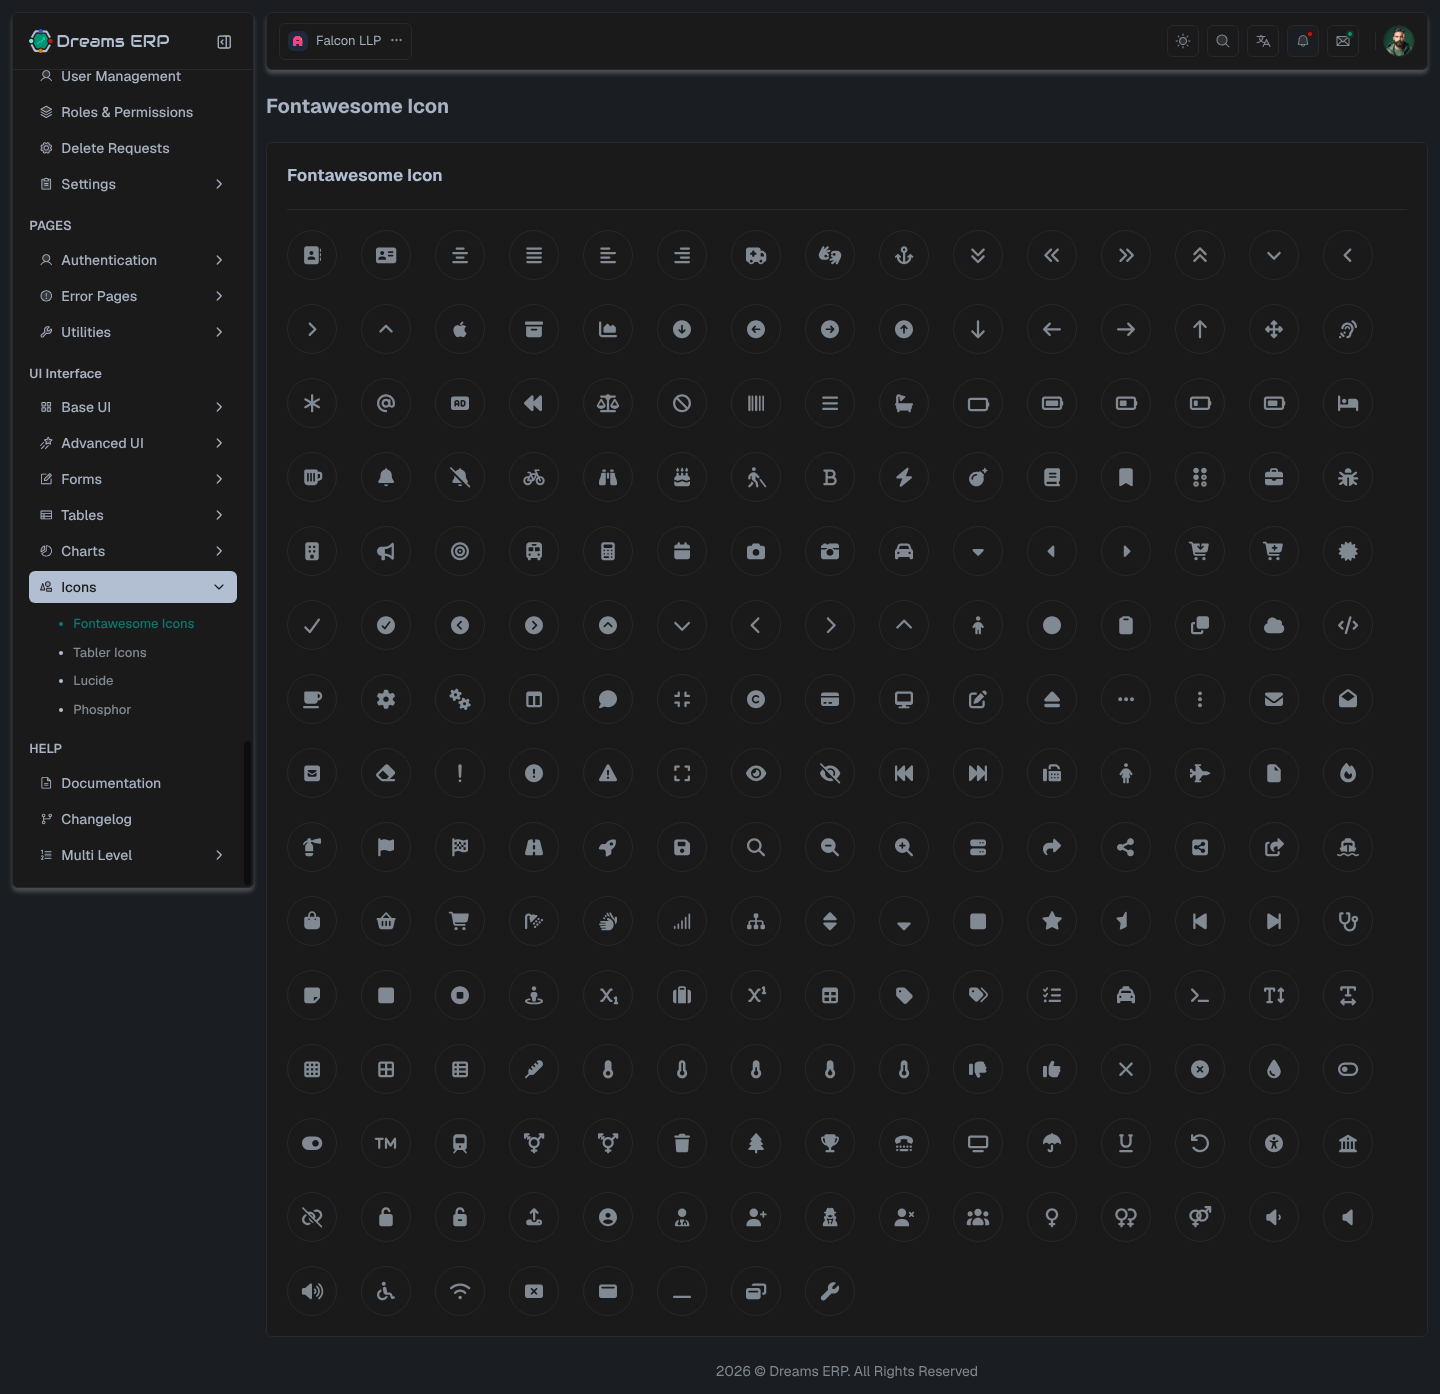 Dreams ERP
Falcon LLP
User Management
Roles & Permissions
Delete Requests
Settings
PAGES
Authentication
Error Pages
Utilities
UI Interface
Base UI
Advanced UI
Forms
Tables
Charts
Icons
Fontawesome Icons
Tabler Icons
Lucide
Phosphor
HELP
Documentation
Changelog
Multi Level
Fontawesome Icon
Fontawesome Icon
2026 © Dreams ERP. All Rights Reserved